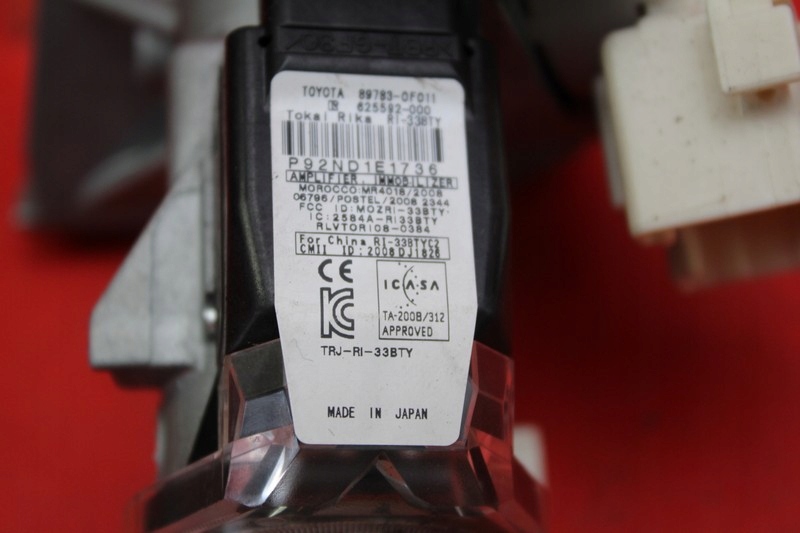 TOYOTA 89783-0F011
625592-000
Tokai Rika RI-33BTY
P92ND1E1736
AMPLIFIER, IMMOBILIZER
MOROCCO:MR4018/2008
06796/POSTEL/2008 2344
FCC ID:MOZRI-33BTY
IC:2584A-RI33BTY
RLVTORI08-0384
For China RI-33BTYC2
CMII ID:2008DJ1826
CE
KC
ICASA
TA-2008/312
APPROVED
TRJ-RI-33BTY
MADE IN JAPAN